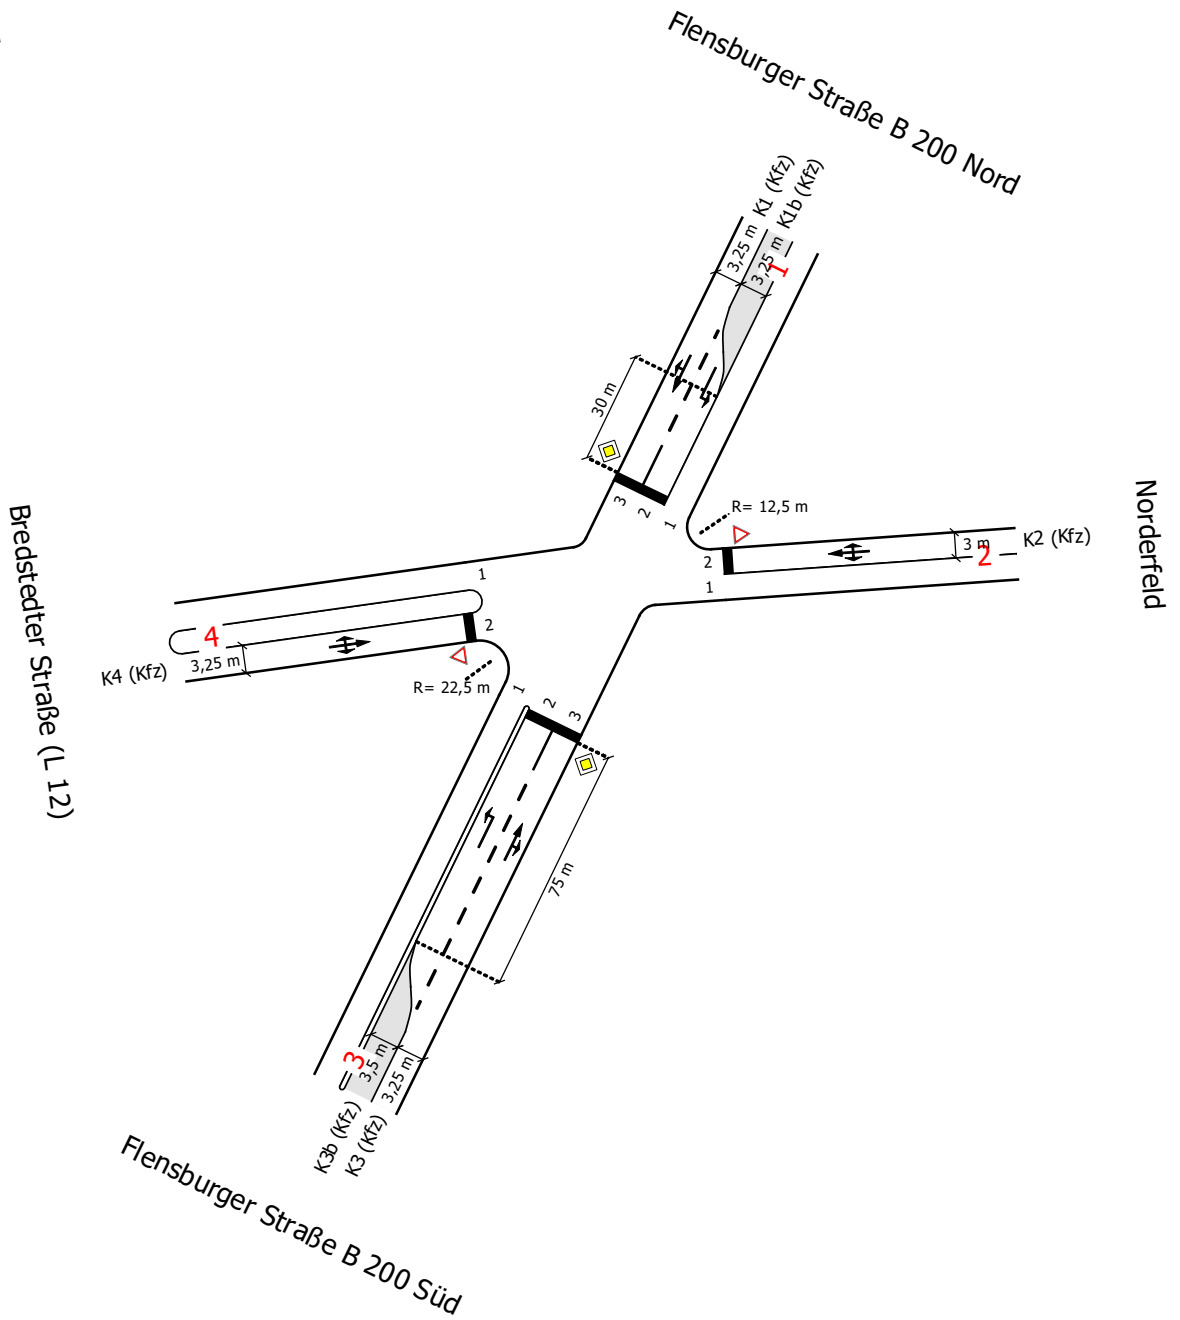 Flensburger Straße B 200 Nord
K1 (Kfz)
K1b (Kfz)
3,25 m
3,25 m
1
30 m
3
2
1
R= 12,5 m
Norderfeld
K2 (Kfz)
3 m
2
2
1
Bredstedter Straße (L 12)
1
4
2
K4 (Kfz)
3,25 m
R= 22,5 m
1
2
3
75 m
3
3,5 m
3,25 m
K3b (Kfz)
K3 (Kfz)
Flensburger Straße B 200 Süd